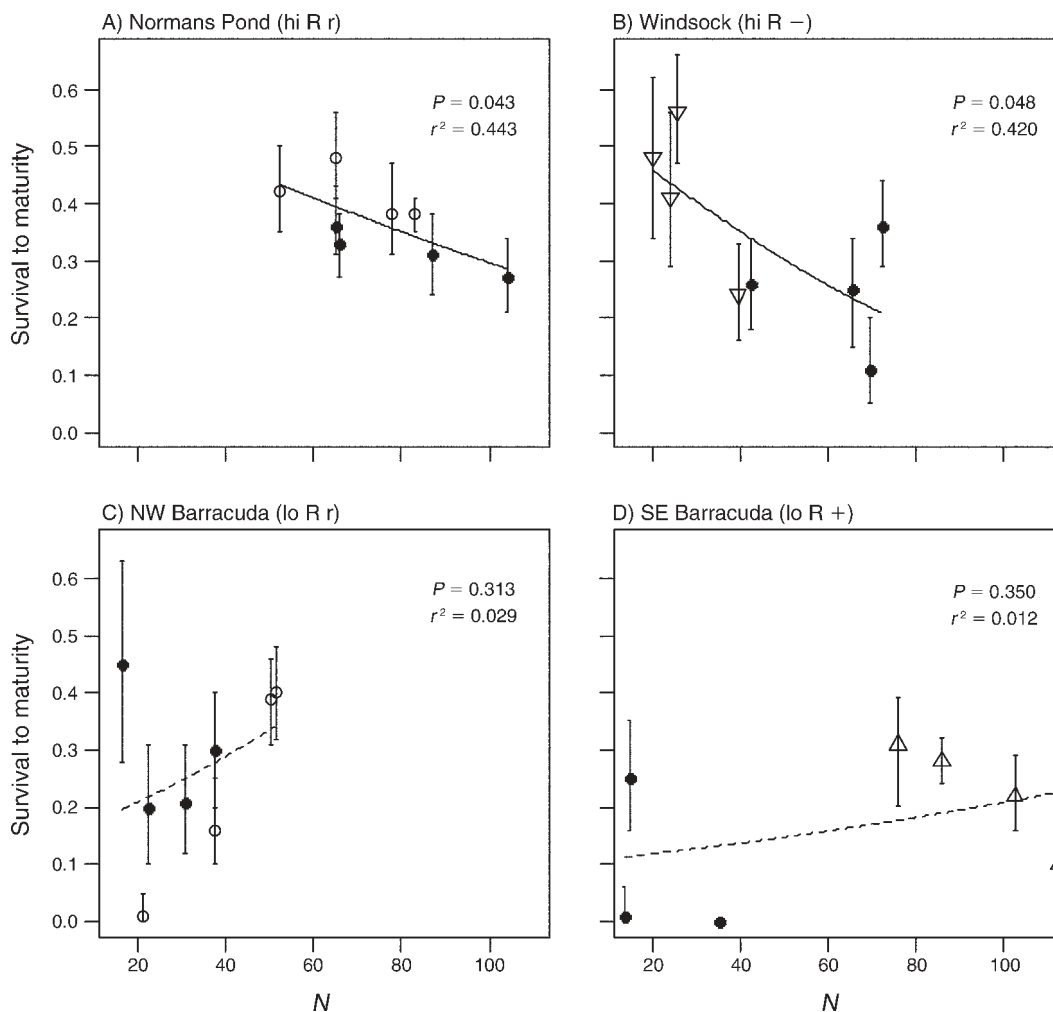 A) Normans Pond (hi R r)
B) Windsock (hi R −)
P = 0.043
r² = 0.443
P = 0.048
r² = 0.420
Survival to maturity
0.6
0.5
0.4
0.3
0.2
0.1
0.0
C) NW Barracuda (lo R r)
D) SE Barracuda (lo R +)
P = 0.313
r² = 0.029
P = 0.350
r² = 0.012
Survival to maturity
0.6
0.5
0.4
0.3
0.2
0.1
0.0
20 40 60 80 100
20 40 60 80 100
N
N